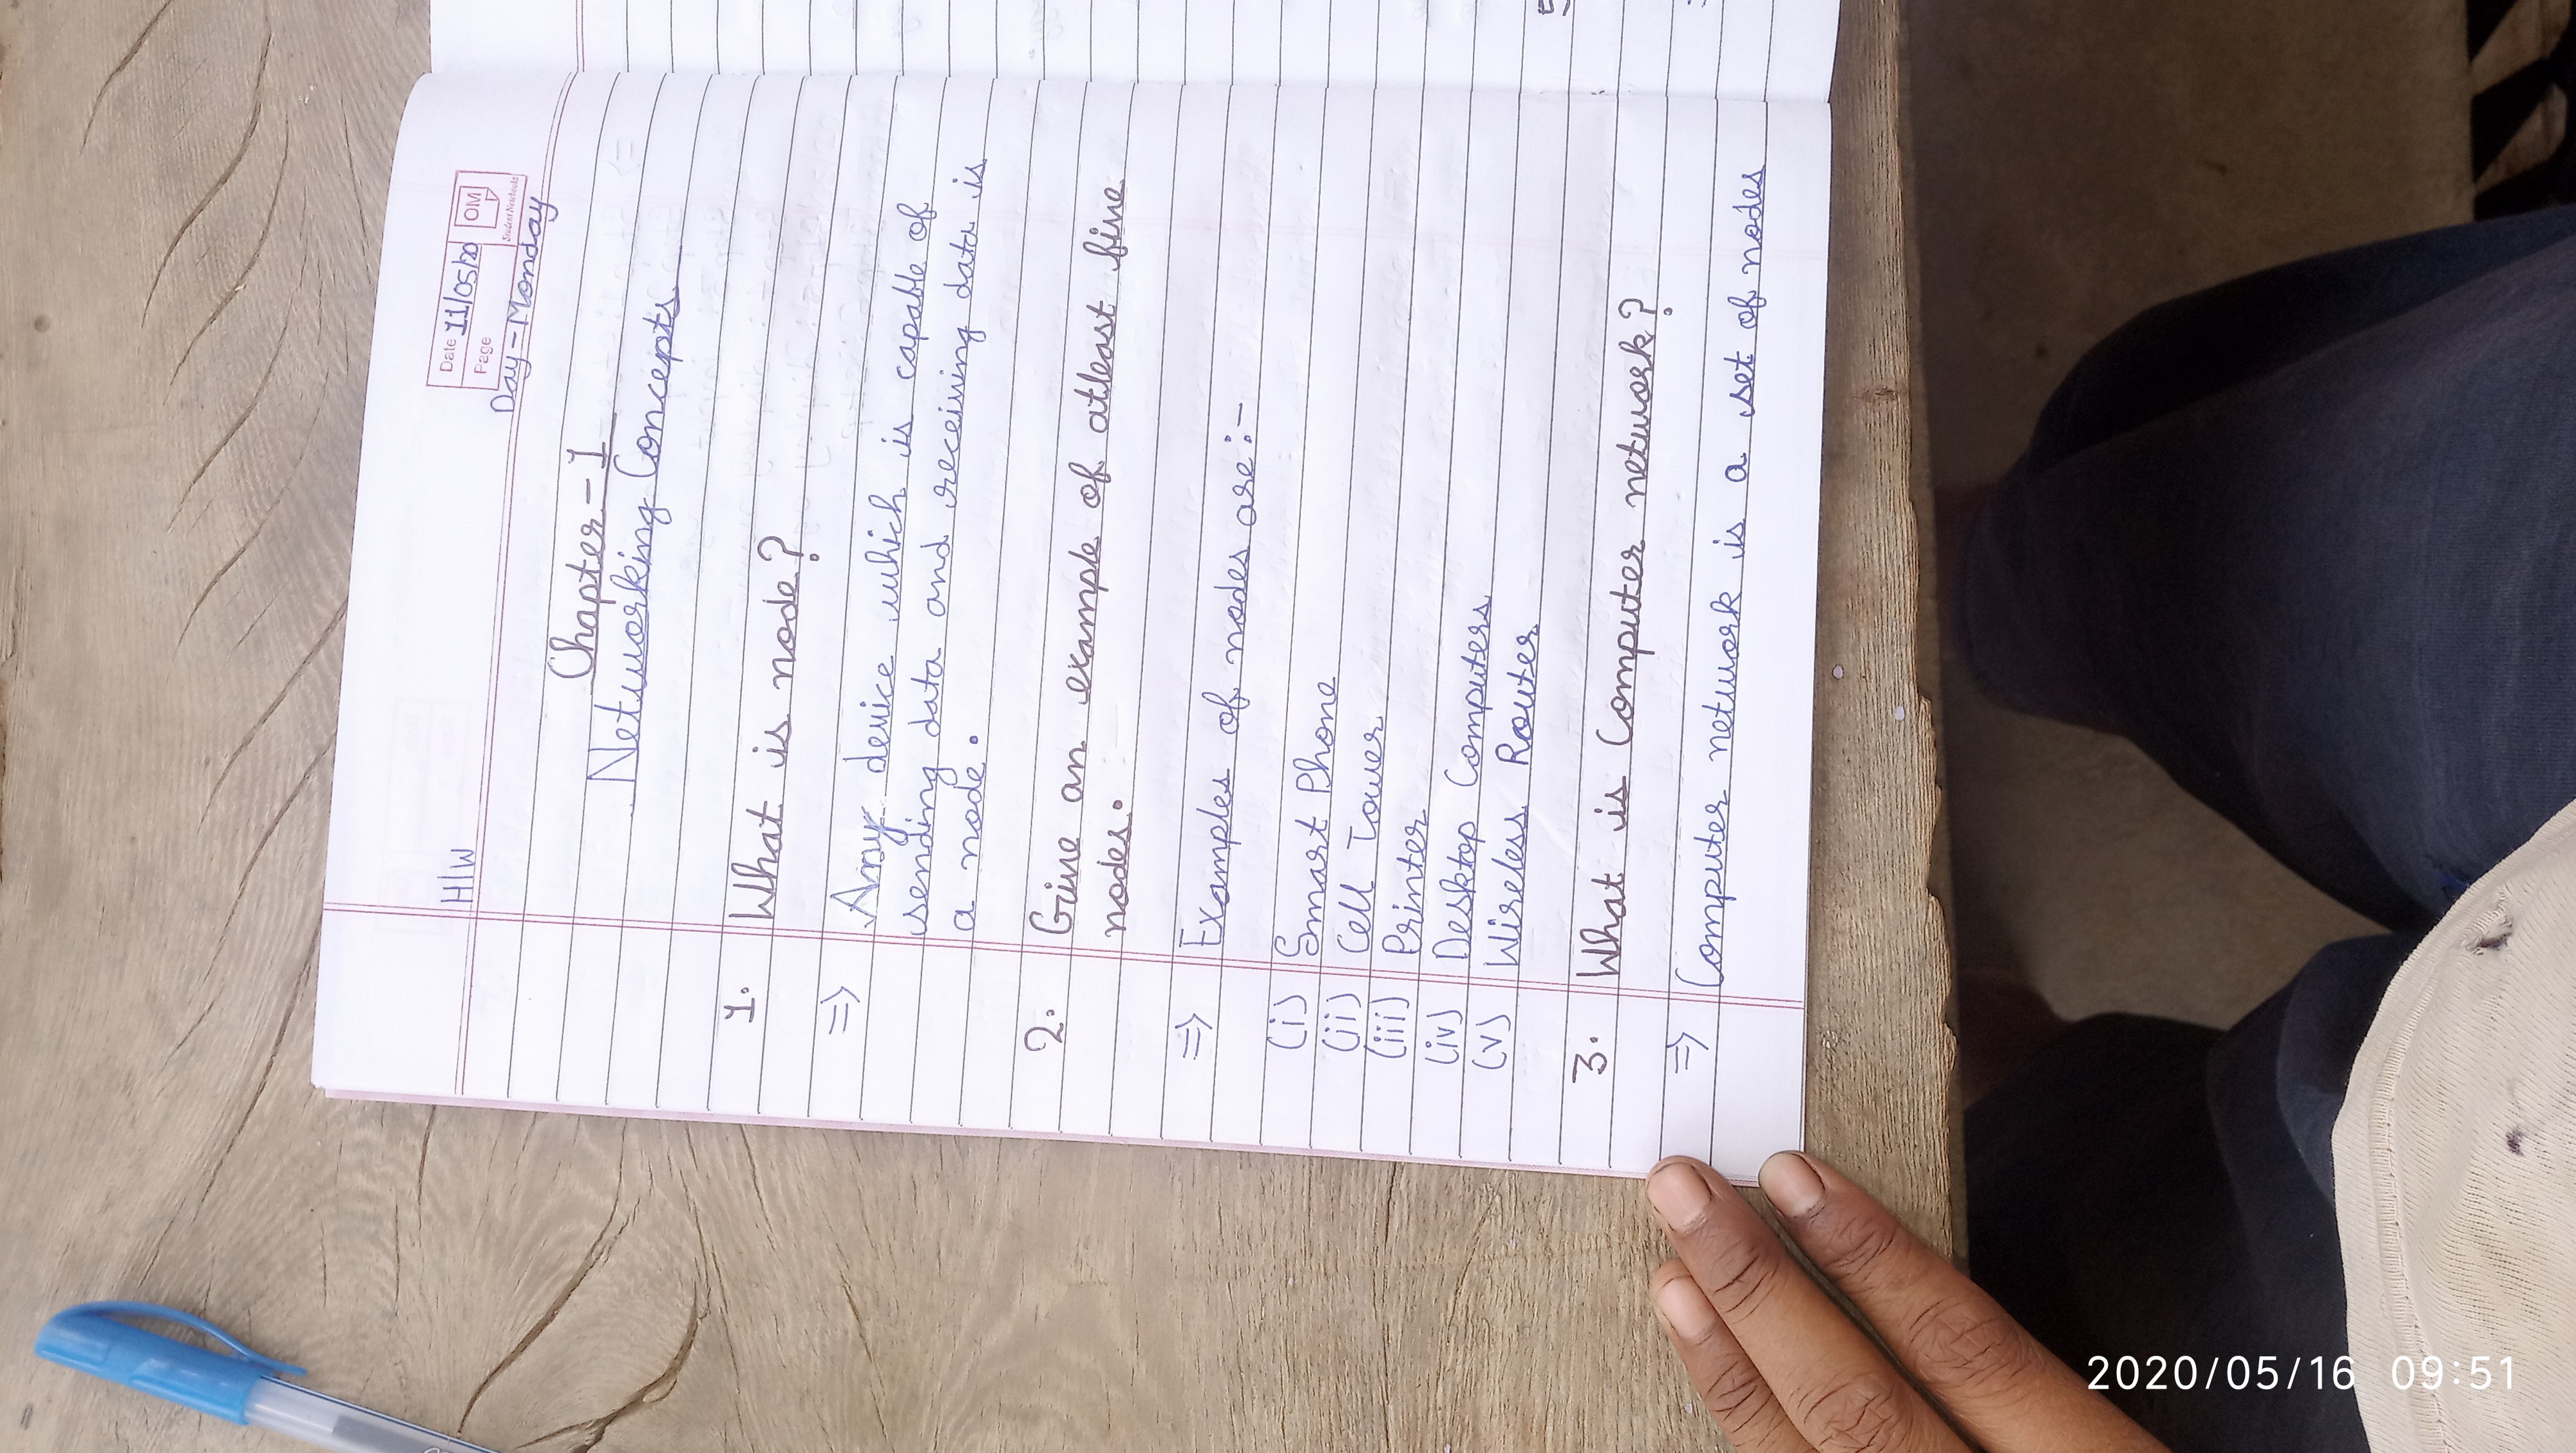 H/W
Date 11/05/20
Page
OM
Student Notebooks
Day - Monday
Chapter - 1
Networking Concepts
1. What is node?
⇒ Any device which is capable of
sending data and receiving data is
a node.
2. Give an example of atleast five
nodes.
⇒ Examples of nodes are:-
(i) Smart Phone
(ii) Cell Tower
(iii) Printer
(iv) Desktop Computers
(v) Wireless Router
3. What is Computer network?
⇒ Computer network is a set of nodes
2020/05/16 09:51